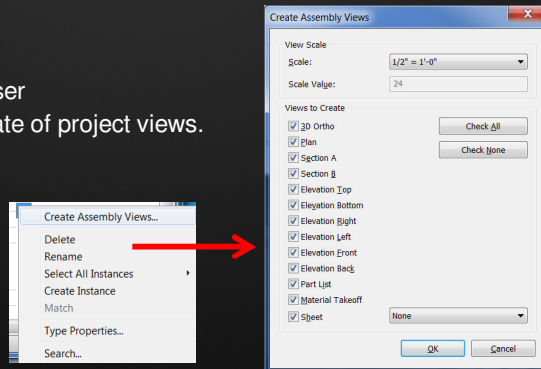 ser
ate of project views.
Create Assembly Views...
Delete
Rename
Select All Instances
Create Instance
Match
Type Properties...
Search...
Create Assembly Views
View Scale
Scale: 1/2" = 1'-0"
Scale Value: 24
Views to Create
3D Ortho
Check All
Plan
Check None
Section A
Section B
Elevation Top
Elevation Bottom
Elevation Right
Elevation Left
Elevation Front
Elevation Back
Part List
Material Takeoff
Sheet None
OK Cancel